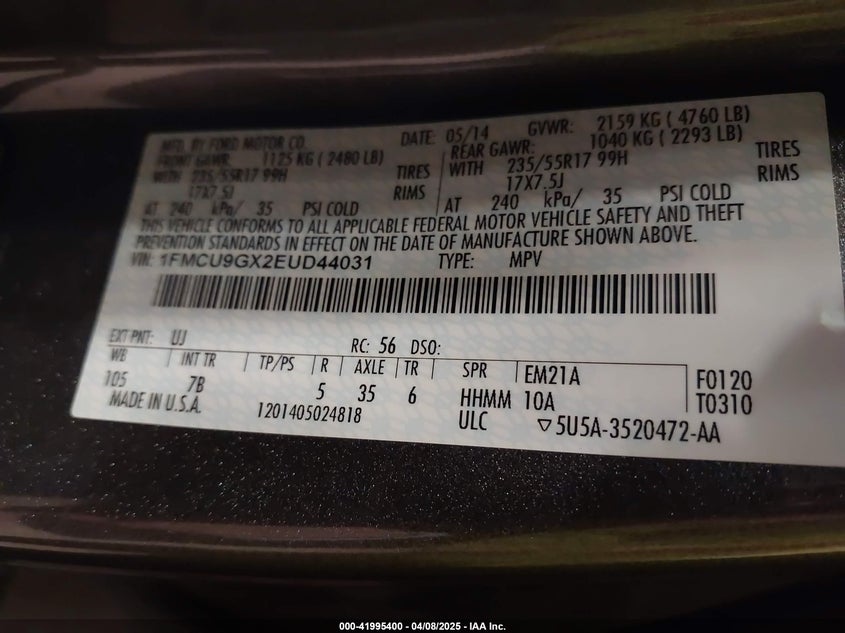 MFD. BY FORD MOTOR CO. DATE: 05/14 GVWR: 2159 KG ( 4760 LB)
FRONT GAWR: 1125 KG ( 2480 LB) REAR GAWR: 1040 KG ( 2293 LB)
WITH 235/55R17 99H TIRES WITH 235/55R17 99H TIRES
17X7.5J RIMS 17X7.5J RIMS
AT 240 kPa/ 35 PSI COLD AT 240 kPa/ 35 PSI COLD
THIS VEHICLE CONFORMS TO ALL APPLICABLE FEDERAL MOTOR VEHICLE SAFETY AND THEFT
PREVENTION STANDARDS IN EFFECT ON THE DATE OF MANUFACTURE SHOWN ABOVE.
VIN: 1FMCU9GX2EUD44031 TYPE: MPV
EXT PNT: UJ RC: 56 DSO:
WB INT TR TP/PS R AXLE TR SPR EM21A F0120
105 7B 5 35 6 HHMM 10A T0310
MADE IN U.S.A. 1201405024818 ULC ▽5U5A-3520472-AA
000-41995400 - 04/08/2025 - IAA Inc.